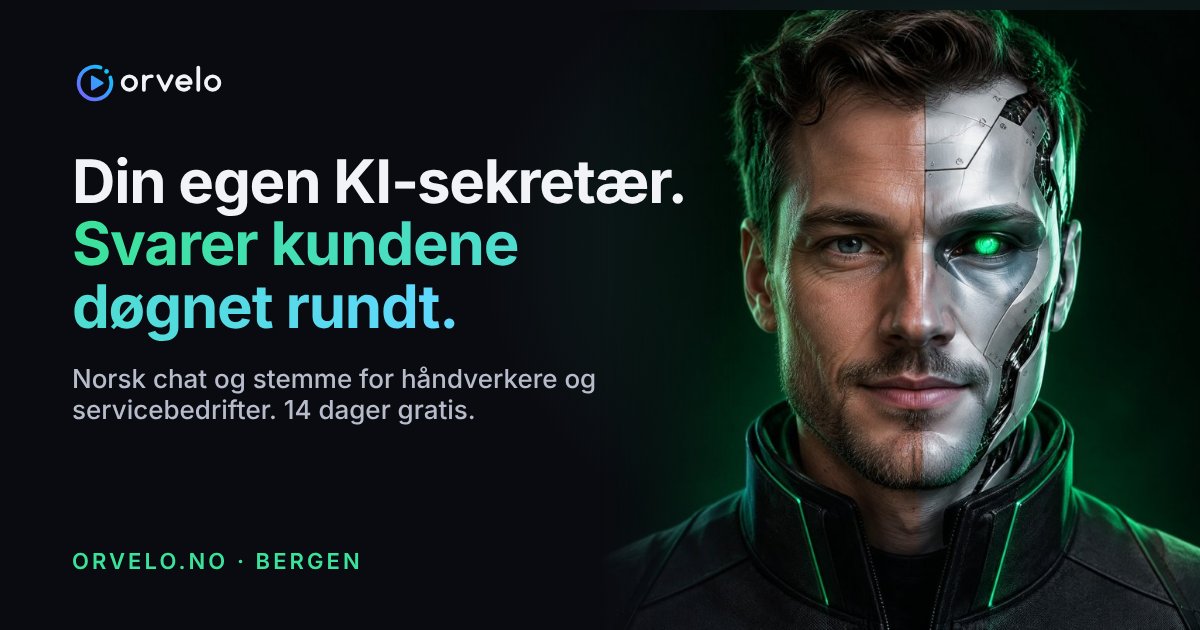 orvelo
Din egen KI-sekretær.
Svarer kundene
døgnet rundt.
Norsk chat og stemme for håndverkere og
servicebedrifter. 14 dager gratis.
ORVELO.NO · BERGEN